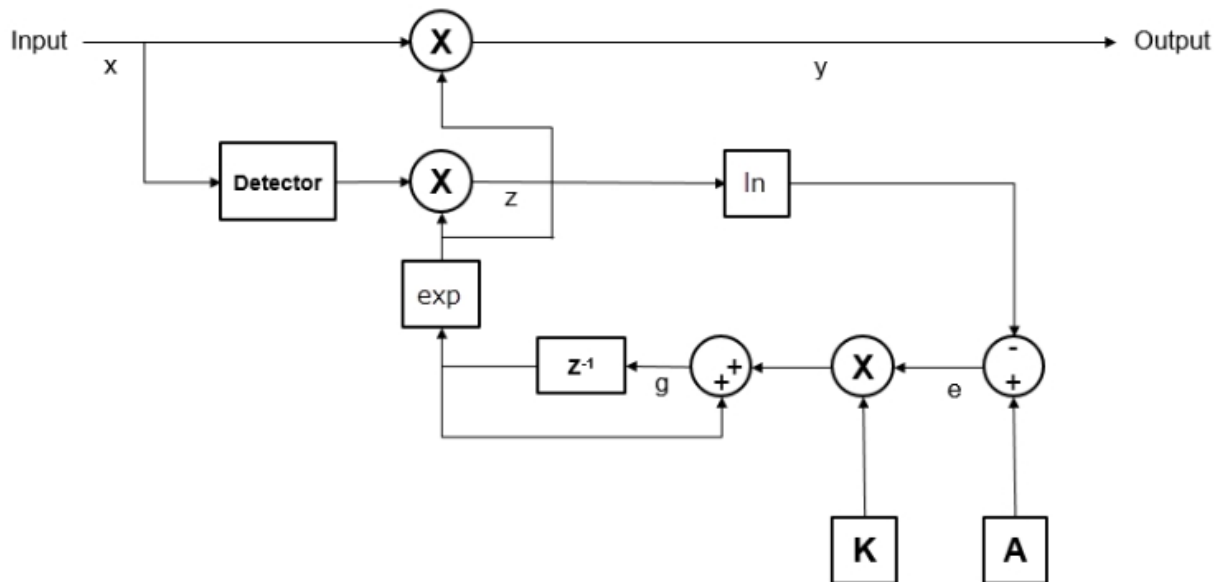 Input
x
X
y
Output
Detector
X
z
ln
exp
-
+
e
X
+
+
g
z-1
K
A